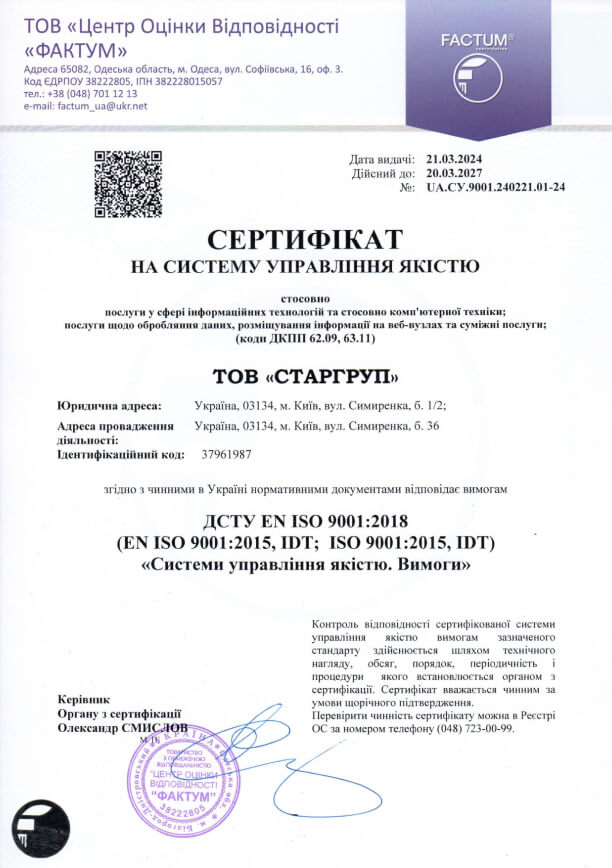 ТОВ «Центр Оцінки Відповідності
«ФАКТУМ»
Адреса 65082, Одеська область, м. Одеса, вул. Софіївська, 16, оф. 3.
Код ЄДРПОУ 38222805, ІПН 382228015057
тел.: +38 (048) 701 12 13
e-mail: factum_ua@ukr.net
FACTUM®
CERTIFICATION
Дата видачі: 21.03.2024
Дійсний до: 20.03.2027
№: UA.СУ.9001.240221.01-24
СЕРТИФІКАТ
НА СИСТЕМУ УПРАВЛІННЯ ЯКІСТЮ
стосовно
послуги у сфері інформаційних технологій та стосовно комп'ютерної техніки;
послуги щодо обробляння даних, розміщування інформації на веб-вузлах та суміжні послуги;
(коди ДКПП 62.09, 63.11)
ТОВ «СТАРГРУП»
Юридична адреса: Україна, 03134, м. Київ, вул. Симиренка, б. 1/2;
Адреса провадження Україна, 03134, м. Київ, вул. Симиренка, б. 36
діяльності:
Ідентифікаційний код: 37961987
згідно з чинними в Україні нормативними документами відповідає вимогам
ДСТУ EN ISO 9001:2018
(EN ISO 9001:2015, IDT; ISO 9001:2015, IDT)
«Системи управління якістю. Вимоги»
Контроль відповідності сертифікованої системи
управління якістю вимогам зазначеного
стандарту здійснюється шляхом технічного
нагляду, обсяг, порядок, періодичність і
процедури якого встановлюється органом з
сертифікації. Сертифікат вважається чинним за
умови щорічного підтвердження.
Перевірити чинність сертифікату можна в Реєстрі
ОС за номером телефону (048) 723-00-99.
Керівник
Органу з сертифікації
Олександр СМИСЛОВ
УКРАЇНА
Одеська обл.
м. Білгород-Дністровський
ТОВАРИСТВО
З ОБМЕЖЕНОЮ
ВІДПОВІДАЛЬНІСТЮ
"ЦЕНТР ОЦІНКИ
ВІДПОВІДНОСТІ
"ФАКТУМ"
38222805